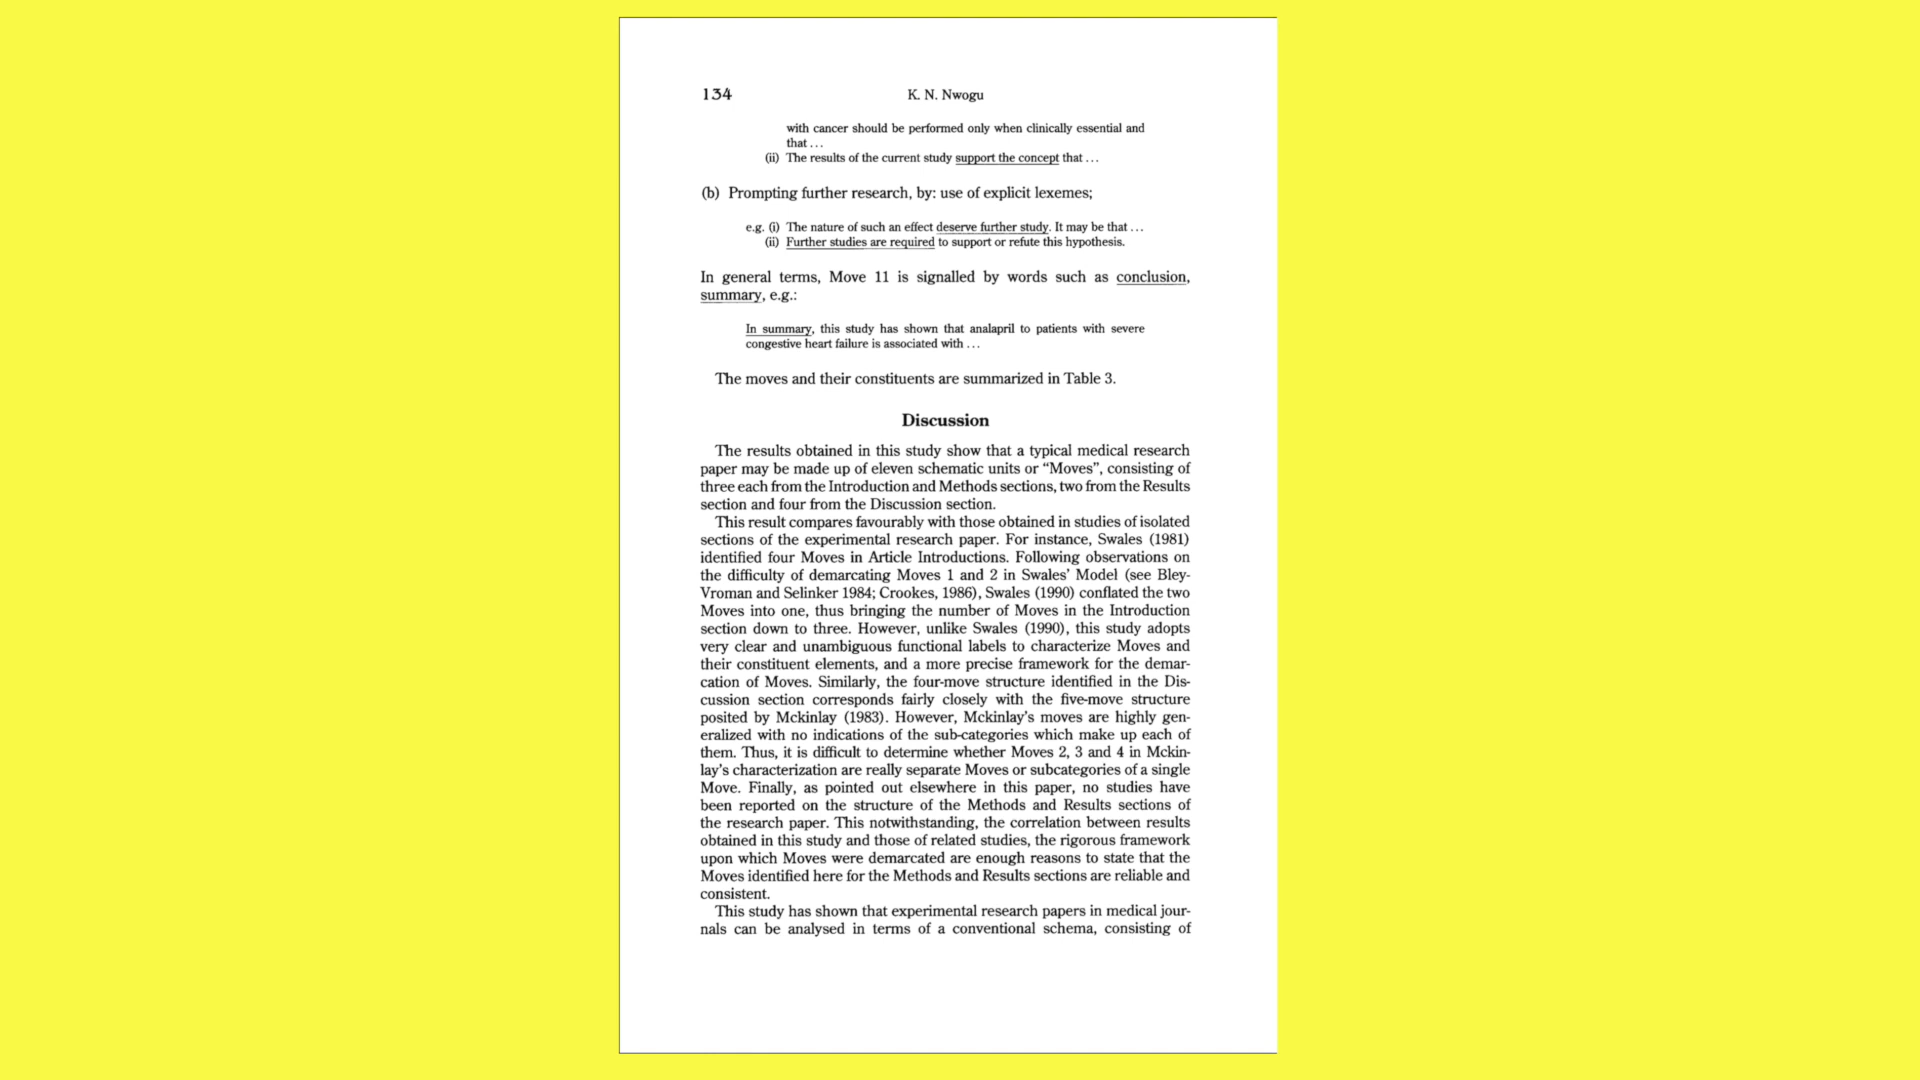 134
K. N. Nwogu
with cancer should be performed only when clinically essential and
that ...
(ii) The results of the current study support the concept that ...
(b) Prompting further research, by: use of explicit lexemes;
e.g. (i) The nature of such an effect deserve further study. It may be that ...
(ii) Further studies are required to support or refute this hypothesis.
In general terms, Move 11 is signalled by words such as conclusion,
summary, e.g.:
In summary, this study has shown that analapril to patients with severe
congestive heart failure is associated with ...
The moves and their constituents are summarized in Table 3.
Discussion
The results obtained in this study show that a typical medical research
paper may be made up of eleven schematic units or “Moves”, consisting of
three each from the Introduction and Methods sections, two from the Results
section and four from the Discussion section.
This result compares favourably with those obtained in studies of isolated
sections of the experimental research paper. For instance, Swales (1981)
identified four Moves in Article Introductions. Following observations on
the difficulty of demarcating Moves 1 and 2 in Swales’ Model (see Bley-
Vroman and Selinker 1984; Crookes, 1986), Swales (1990) conflated the two
Moves into one, thus bringing the number of Moves in the Introduction
section down to three. However, unlike Swales (1990), this study adopts
very clear and unambiguous functional labels to characterize Moves and
their constituent elements, and a more precise framework for the demar-
cation of Moves. Similarly, the four-move structure identified in the Dis-
cussion section corresponds fairly closely with the five-move structure
posited by Mckinlay (1983). However, Mckinlay’s moves are highly gen-
eralized with no indications of the sub-categories which make up each of
them. Thus, it is difficult to determine whether Moves 2, 3 and 4 in Mckin-
lay’s characterization are really separate Moves or subcategories of a single
Move. Finally, as pointed out elsewhere in this paper, no studies have
been reported on the structure of the Methods and Results sections of
the research paper. This notwithstanding, the correlation between results
obtained in this study and those of related studies, the rigorous framework
upon which Moves were demarcated are enough reasons to state that the
Moves identified here for the Methods and Results sections are reliable and
consistent.
This study has shown that experimental research papers in medical jour-
nals can be analysed in terms of a conventional schema, consisting of